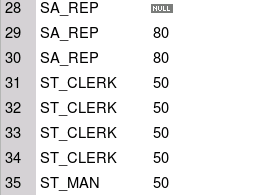 28 SA_REP NULL
29 SA_REP 80
30 SA_REP 80
31 ST_CLERK 50
32 ST_CLERK 50
33 ST_CLERK 50
34 ST_CLERK 50
35 ST_MAN 50